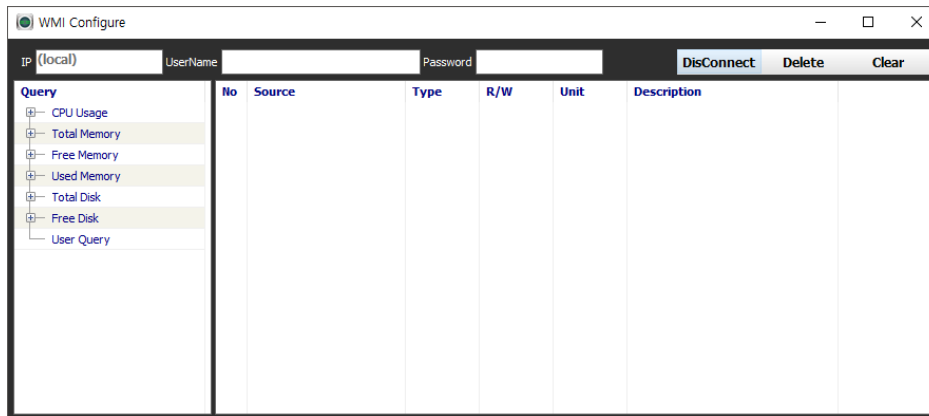 WMI Configure
IP (local) UserName Password DisConnect Delete Clear
Query No Source Type R/W Unit Description
CPU Usage
Total Memory
Free Memory
Used Memory
Total Disk
Free Disk
User Query